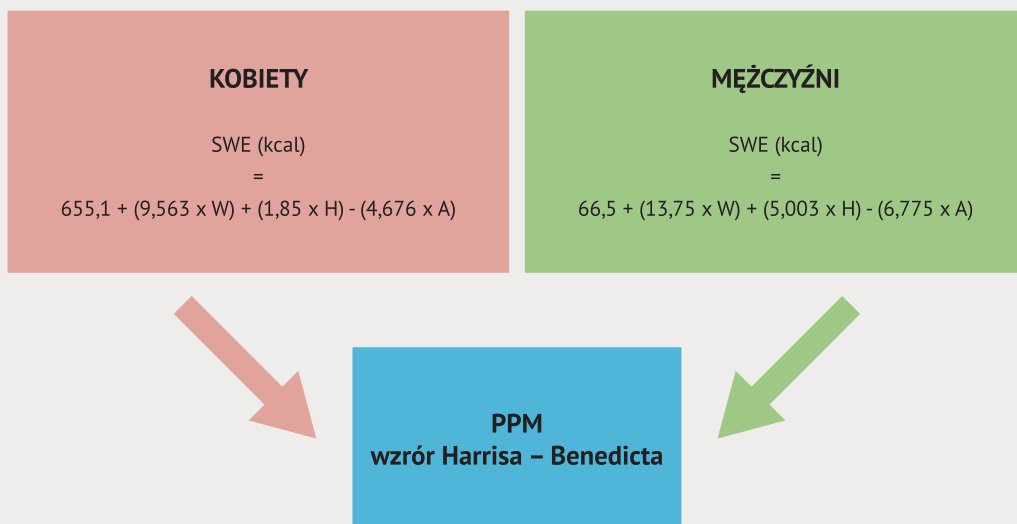 KOBIETY
SWE (kcal)
=
655,1 + (9,563 x W) + (1,85 x H) - (4,676 x A)
MĘŻCZYŹNI
SWE (kcal)
=
66,5 + (13,75 x W) + (5,003 x H) - (6,775 x A)
PPM
wzrór Harrisa – Benedicta